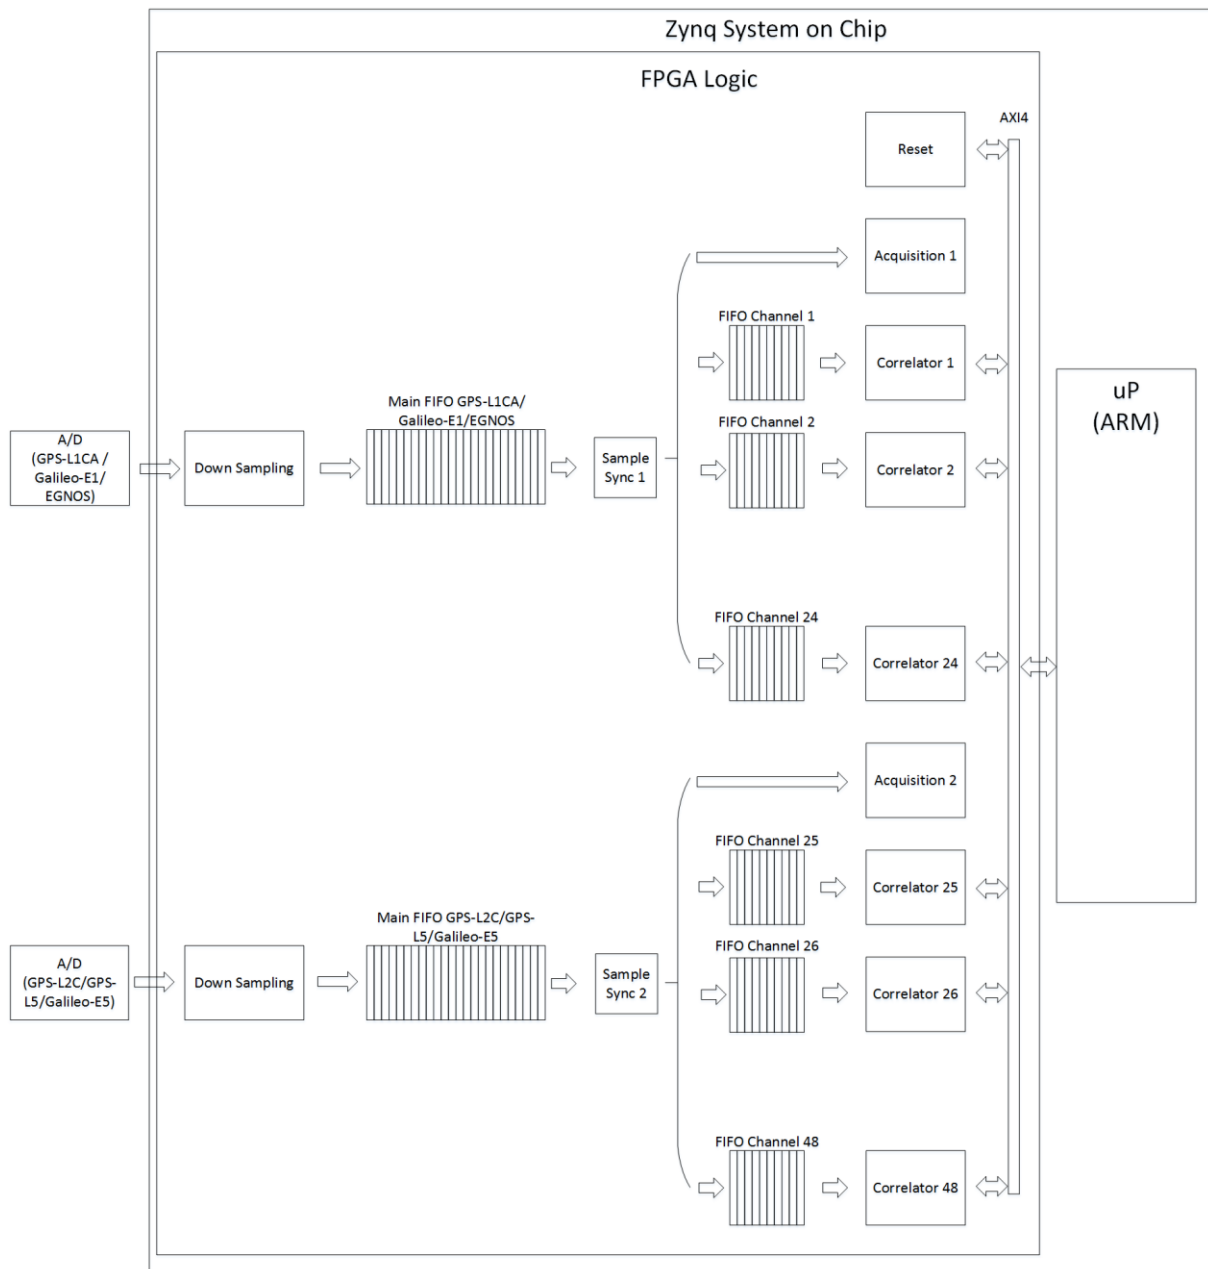 Zynq System on Chip
FPGA Logic
AXI4
Reset
Acquisition 1
FIFO Channel 1
Correlator 1
uP
(ARM)
Main FIFO GPS-L1CA/
Galileo-E1/EGNOS
FIFO Channel 2
A/D
(GPS-L1CA /
Galileo-E1/
EGNOS)
Down Sampling
Sample
Sync 1
Correlator 2
FIFO Channel 24
Correlator 24
Acquisition 2
FIFO Channel 25
Correlator 25
Main FIFO GPS-L2C/GPS-
L5/Galileo-E5
FIFO Channel 26
A/D
(GPS-L2C/GPS-
L5/Galileo-E5)
Down Sampling
Sample
Sync 2
Correlator 26
FIFO Channel 48
Correlator 48